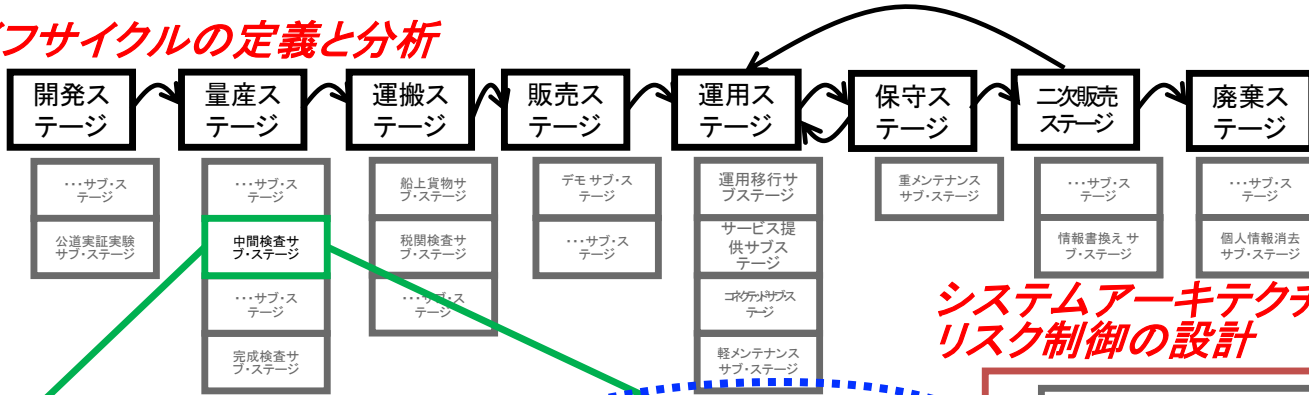 フサイクルの定義と分析
開発ス
テージ
量産ス
テージ
運搬ス
テージ
販売ス
テージ
運用ス
テージ
保守ス
テージ
二次販売
ステージ
廃棄ス
テージ
・・・サブ・ス
テージ
公道実証実験
サブ・ステージ
・・・サブ・ス
テージ
中間検査サ
ブ・ステージ
・・・サブ・ス
テージ
完成検査サ
ブ・ステージ
船上貨物サ
ブ・ステージ
税関検査サ
ブ・ステージ
・・・サブ・ス
テージ
デモ サブ・ス
テージ
・・・サブ・ス
テージ
運用移行サ
ブステージ
サービス提
供サブス
テージ
コネクテッドサブス
テージ
軽メンテナンス
サブ・ステージ
重メンテナンス
サブ・ステージ
・・・サブ・ス
テージ
情報書換え サ
ブ・ステージ
・・・サブ・ス
テージ
個人情報消去
サブ・ステージ
システムアーキテクチ
リスク制御の設計